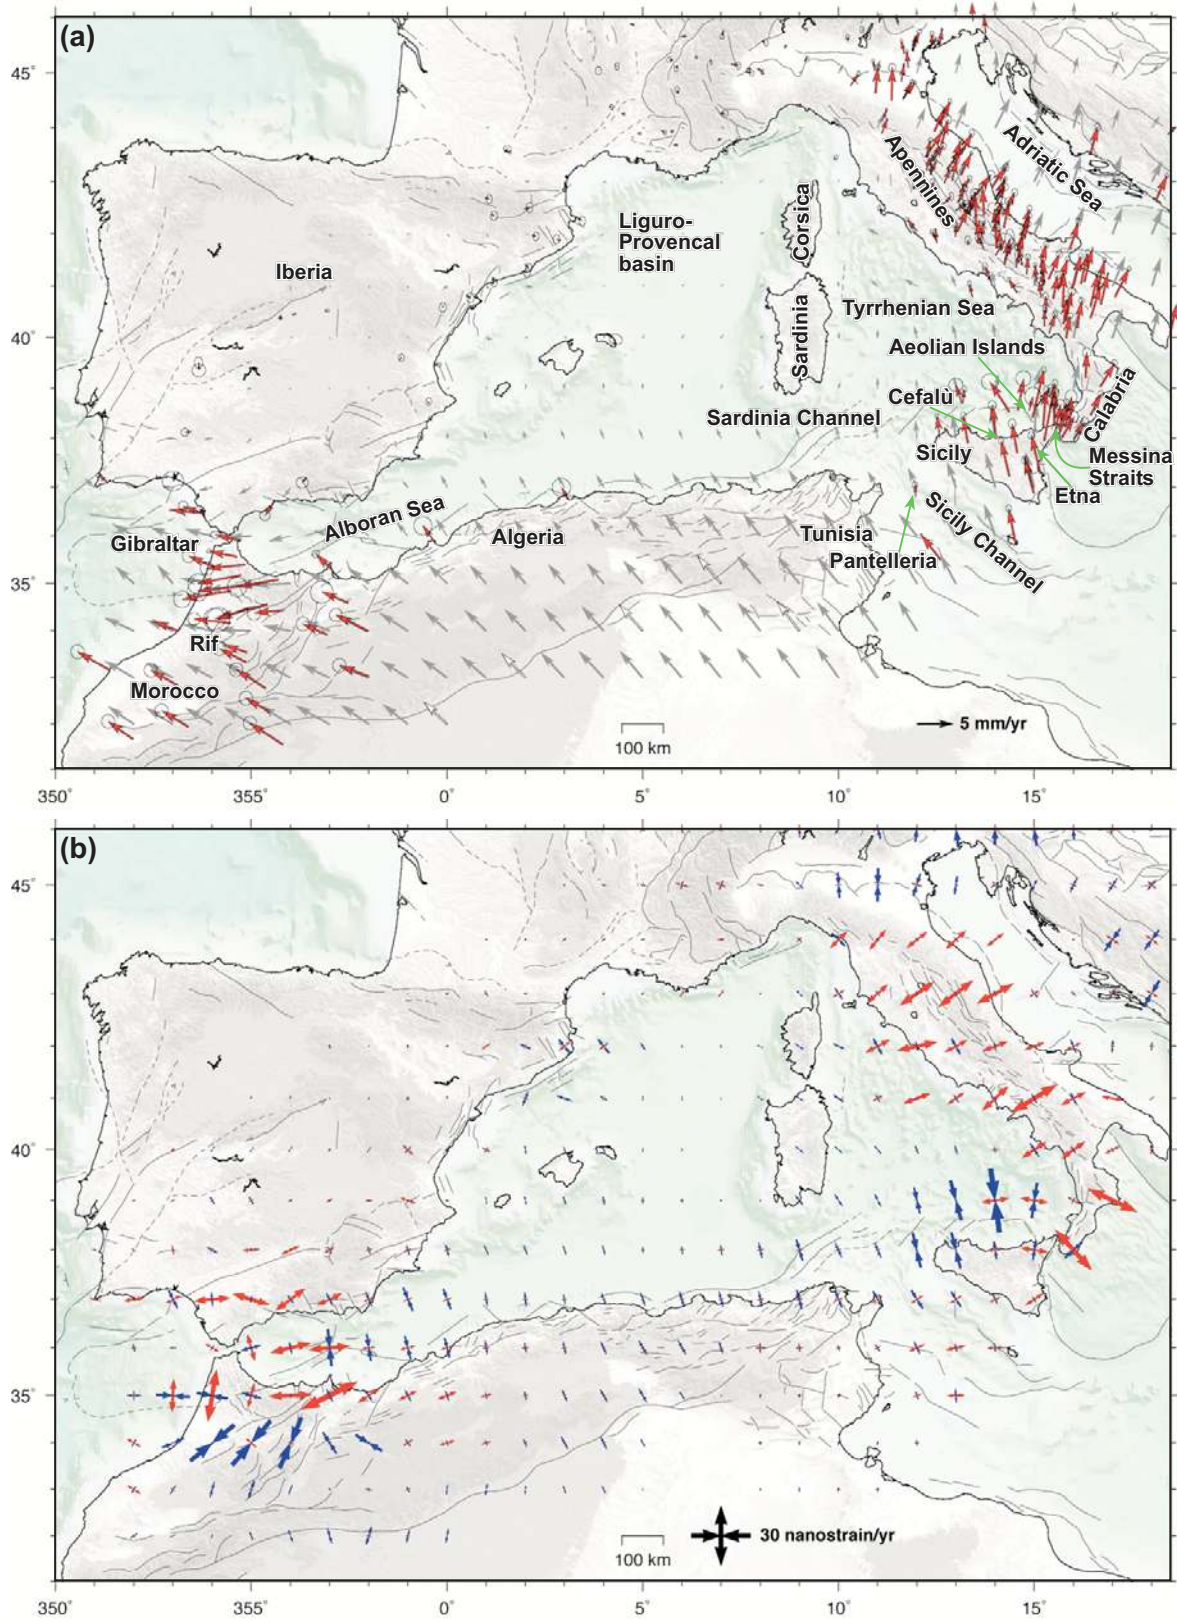 (a)
45°
Adriatic Sea
Apennines
Corsica
Liguro-
Provencal
basin
Iberia
Tyrrhenian Sea
Sardinia
40°
Aeolian Islands
Cefalù
Calabria
Sardinia Channel
Sicily
Messina
Straits
Etna
Alboran Sea
Sicily Channel
Gibraltar
Algeria
Tunisia
Pantelleria
35°
Rif
Morocco
5 mm/yr
100 km
350° 355° 0° 5° 10° 15°
(b)
45°
40°
35°
30 nanostrain/yr
100 km
350° 355° 0° 5° 10° 15°